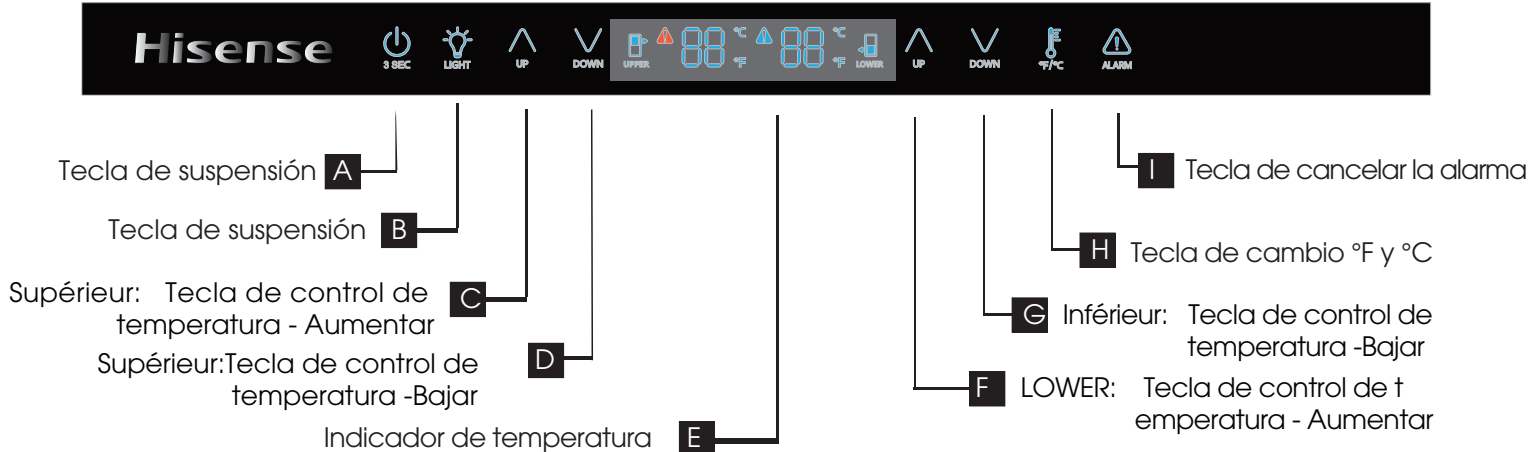 Hisense
3 SEC LIGHT UP DOWN UPPER 88 °C °F 88 °C °F LOWER UP DOWN °F/°C ALARM
Tecla de suspensión A
I Tecla de cancelar la alarma
Tecla de suspensión B
H Tecla de cambio °F y °C
Supérieur: Tecla de control de C
temperatura - Aumentar
G Inférieur: Tecla de control de
temperatura -Bajar
Supérieur:Tecla de control de D
temperatura -Bajar
F LOWER: Tecla de control de t
emperatura - Aumentar
Indicador de temperatura E